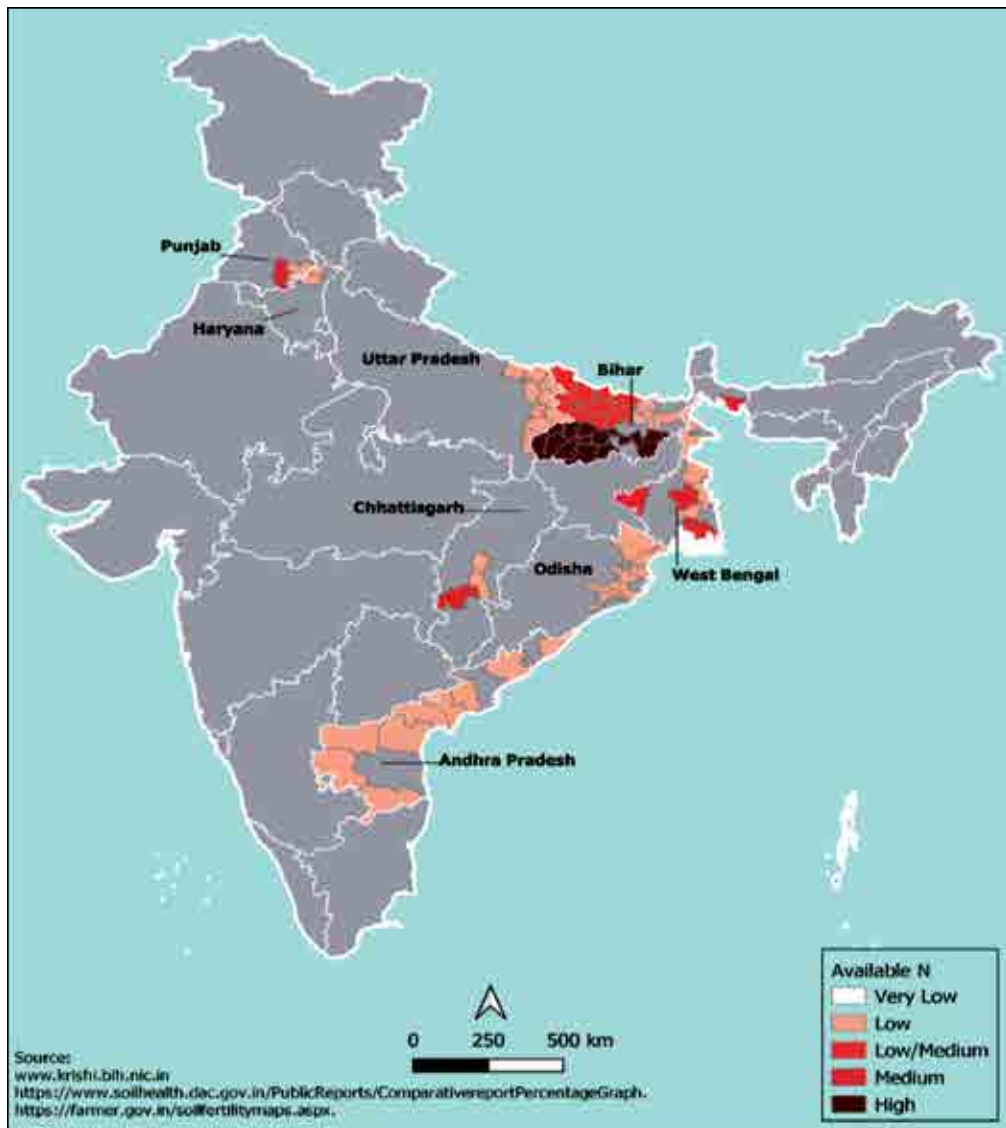 Punjab
Haryana
Uttar Pradesh
Bihar
Chhattisgarh
Odisha
West Bengal
Andhra Pradesh
Available N
Very Low
Low
Low/Medium
Medium
High
0 250 500 km
Source:
www.krishi.bih.nic.in
https://www.soilhealth.dac.gov.in/PublicReports/ComparativereportPercentageGraph.
https://farmer.gov.in/soilfertilitymaps.aspx.